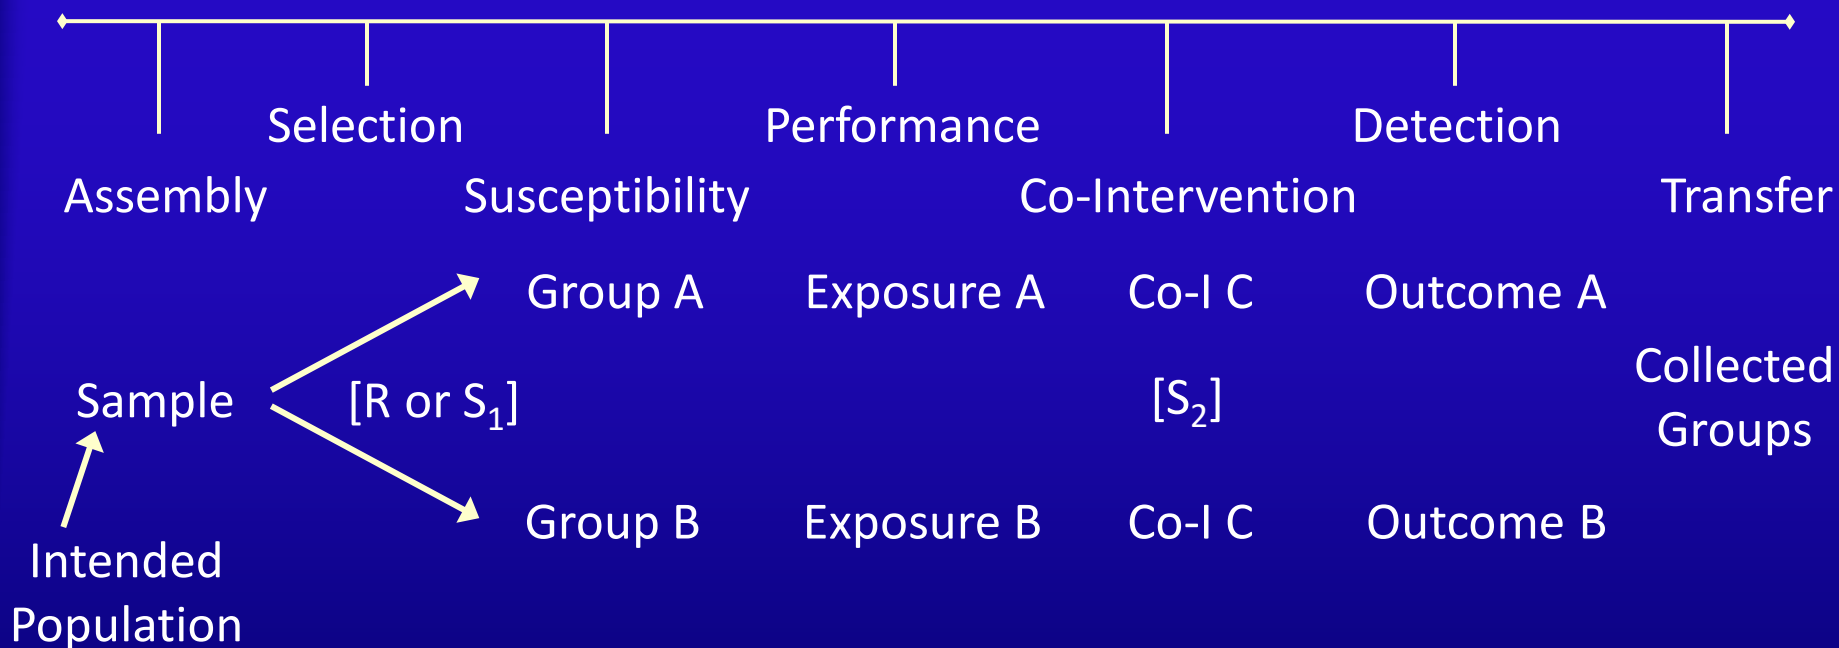 Selection Performance Detection
Assembly Susceptibility Co-Intervention Transfer
Group A Exposure A Co-I C Outcome A
Sample [R or S₁] [S₂] Collected
Groups
Group B Exposure B Co-I C Outcome B
Intended
Population